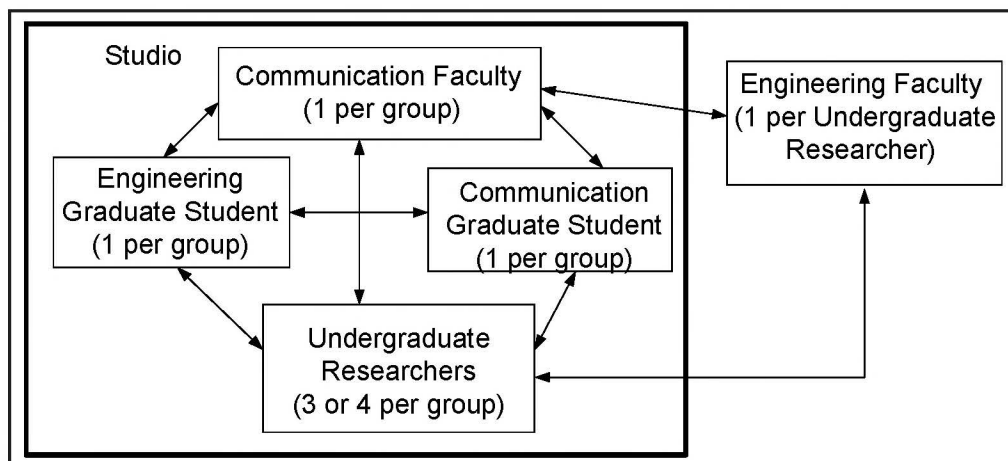 Studio
Communication Faculty
(1 per group)
Engineering Faculty
(1 per Undergraduate
Researcher)
Engineering
Graduate Student
(1 per group)
Communication
Graduate Student
(1 per group)
Undergraduate
Researchers
(3 or 4 per group)